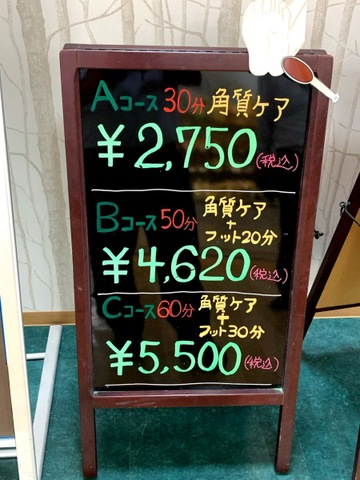 Aコース 30分 角質ケア
￥2,750(税込)
Bコース 50分 角質ケア
+
フット20分
￥4,620(税込)
Cコース 60分 角質ケア
+
フット30分
￥5,500(税込)